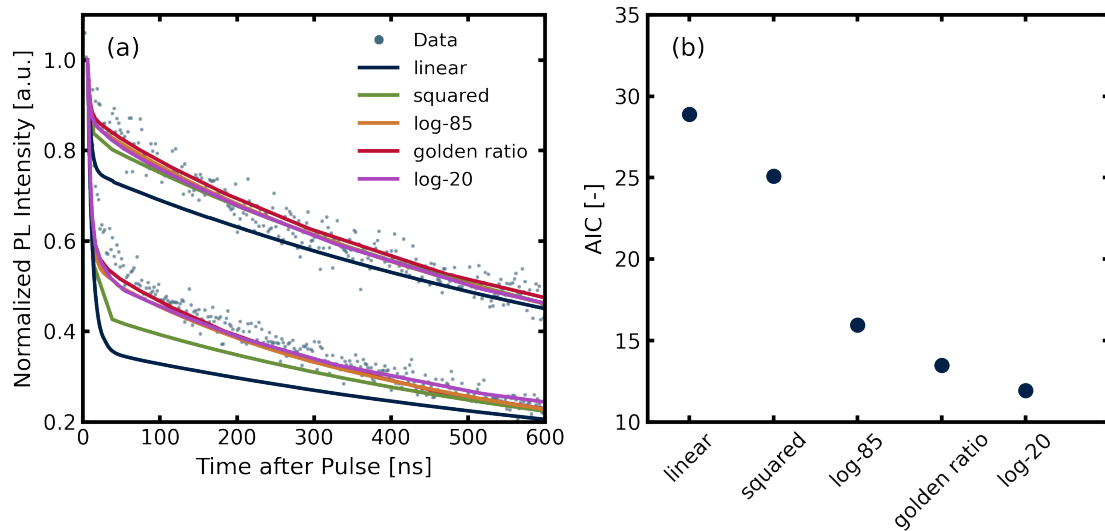 (a)
Data
linear
squared
log-85
golden ratio
log-20
1.0
0.8
0.6
0.4
0.2
Normalized PL Intensity [a.u.]
0 100 200 300 400 500 600
Time after Pulse [ns]
(b)
35
30
25
20
15
10
AIC [-]
linear
squared
log-85
golden ratio
log-20